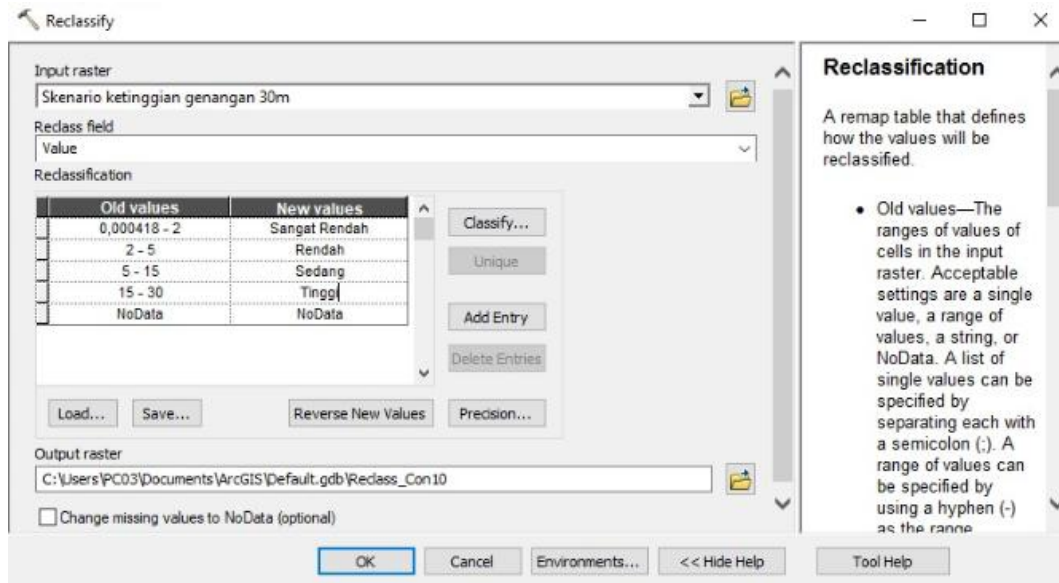 Reclassify
Input raster
Skenario ketinggian genangan 30m
Reclass field
Value
Reclassification
Old values New values
0,000418 - 2 Sangat Rendah
2 - 5 Rendah
5 - 15 Sedang
15 - 30 Tinggi
NoData NoData
Classify...
Unique
Add Entry
Delete Entries
Load... Save... Reverse New Values Precision...
Output raster
C:\Users\PC03\Documents\ArcGIS\Default.gdb\Reclass_Con10
Change missing values to NoData (optional)
OK Cancel Environments... << Hide Help Tool Help
Reclassification
A remap table that defines
how the values will be
reclassified.
• Old values—The
ranges of values of
cells in the input
raster. Acceptable
settings are a single
value, a range of
values, a string, or
NoData. A list of
single values can be
specified by
separating each with
a semicolon (;). A
range of values can
be specified by
using a hyphen (-)
as the range